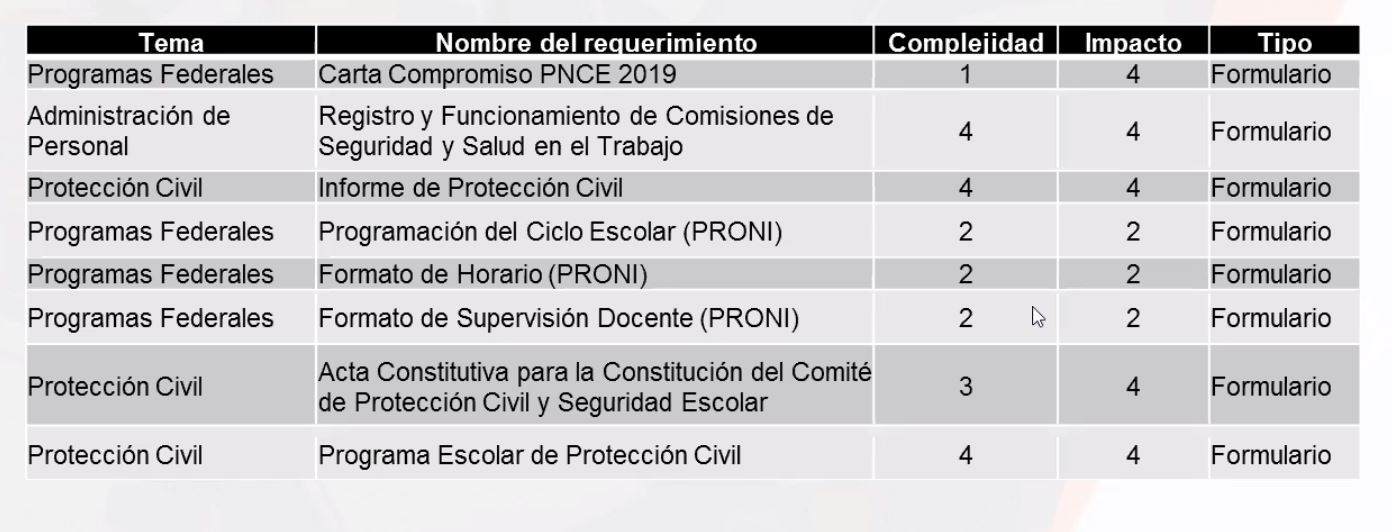 Tema Nombre del requerimiento Complejidad Impacto Tipo
Programas Federales Carta Compromiso PNCE 2019 1 4 Formulario
Administración de
Personal
Registro y Funcionamiento de Comisiones de
Seguridad y Salud en el Trabajo
4 4 Formulario
Protección Civil Informe de Protección Civil 4 4 Formulario
Programas Federales Programación del Ciclo Escolar (PRONI) 2 2 Formulario
Programas Federales Formato de Horario (PRONI) 2 2 Formulario
Programas Federales Formato de Supervisión Docente (PRONI) 2 2 Formulario
Protección Civil
Acta Constitutiva para la Constitución del Comité
de Protección Civil y Seguridad Escolar
3 4 Formulario
Protección Civil Programa Escolar de Protección Civil 4 4 Formulario